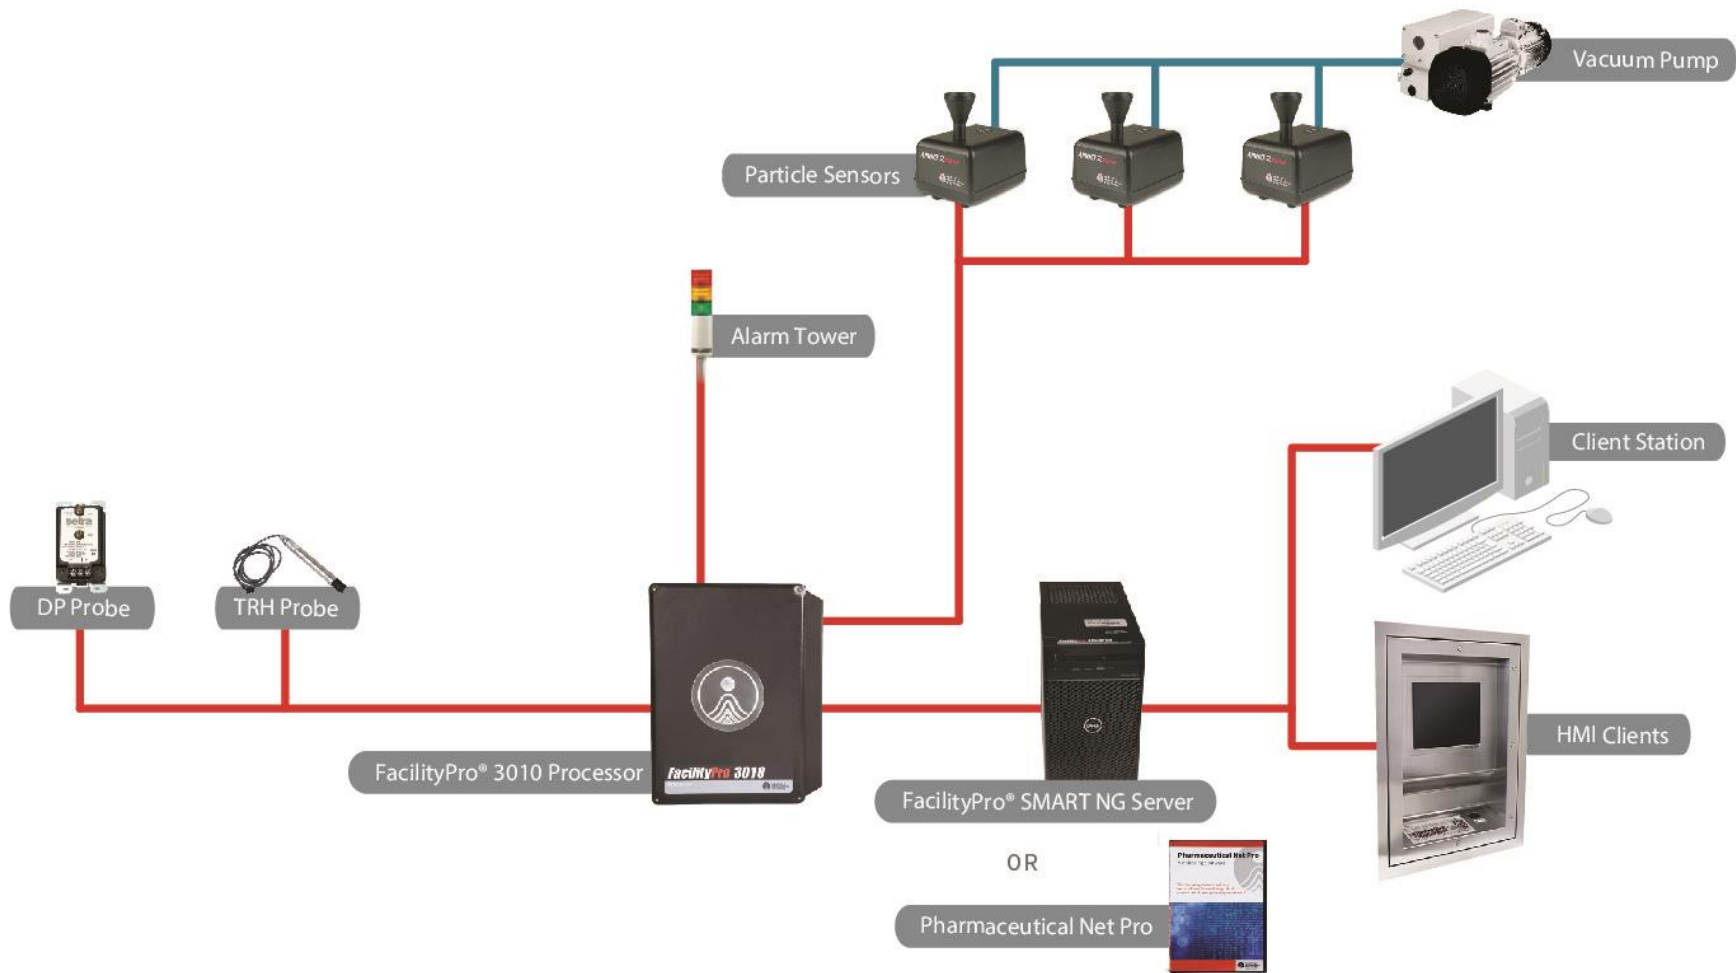 Vacuum Pump
Particle Sensors
Alarm Tower
Client Station
DP Probe
TRH Probe
HMI Clients
FacilityPro® 3010 Processor
FacilityPro 3018
FacilityPro® SMART NG Server
OR
Pharmaceutical Net Pro
Pharmaceutical Net Pro